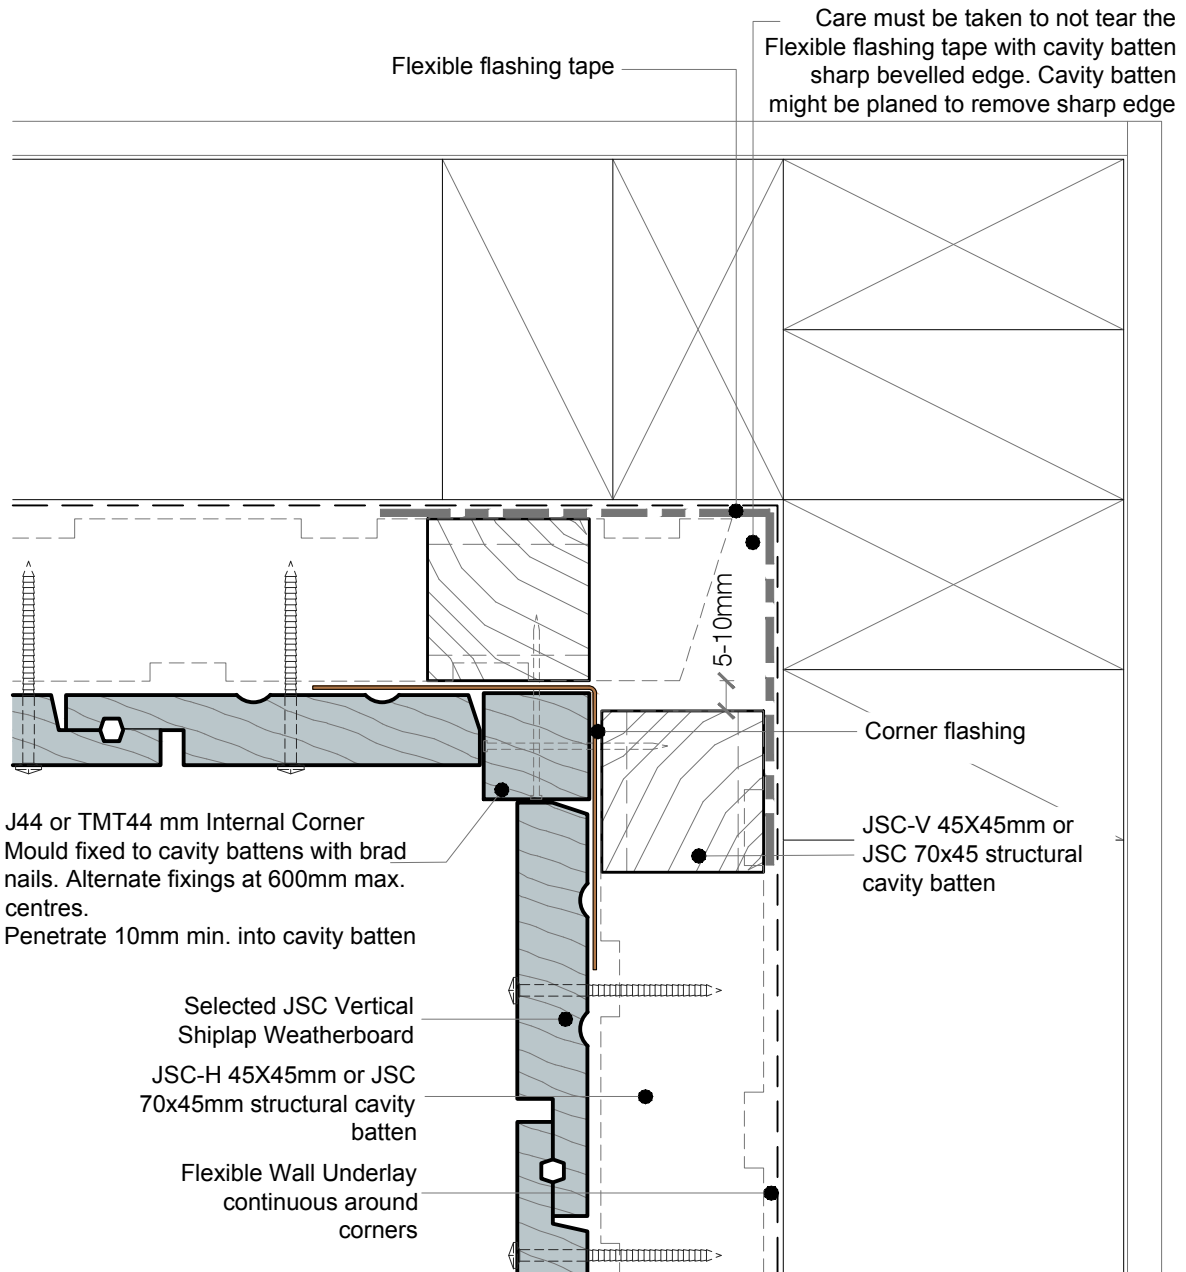 Care must be taken to not tear the
Flexible flashing tape with cavity batten
sharp bevelled edge. Cavity batten
might be planed to remove sharp edge
Flexible flashing tape
5-10mm
Corner flashing
J44 or TMT44 mm Internal Corner
Mould fixed to cavity battens with brad
nails. Alternate fixings at 600mm max.
centres.
Penetrate 10mm min. into cavity batten
JSC-V 45X45mm or
JSC 70x45 structural
cavity batten
Selected JSC Vertical
Shiplap Weatherboard
JSC-H 45X45mm or JSC
70x45mm structural cavity
batten
Flexible Wall Underlay
continuous around
corners